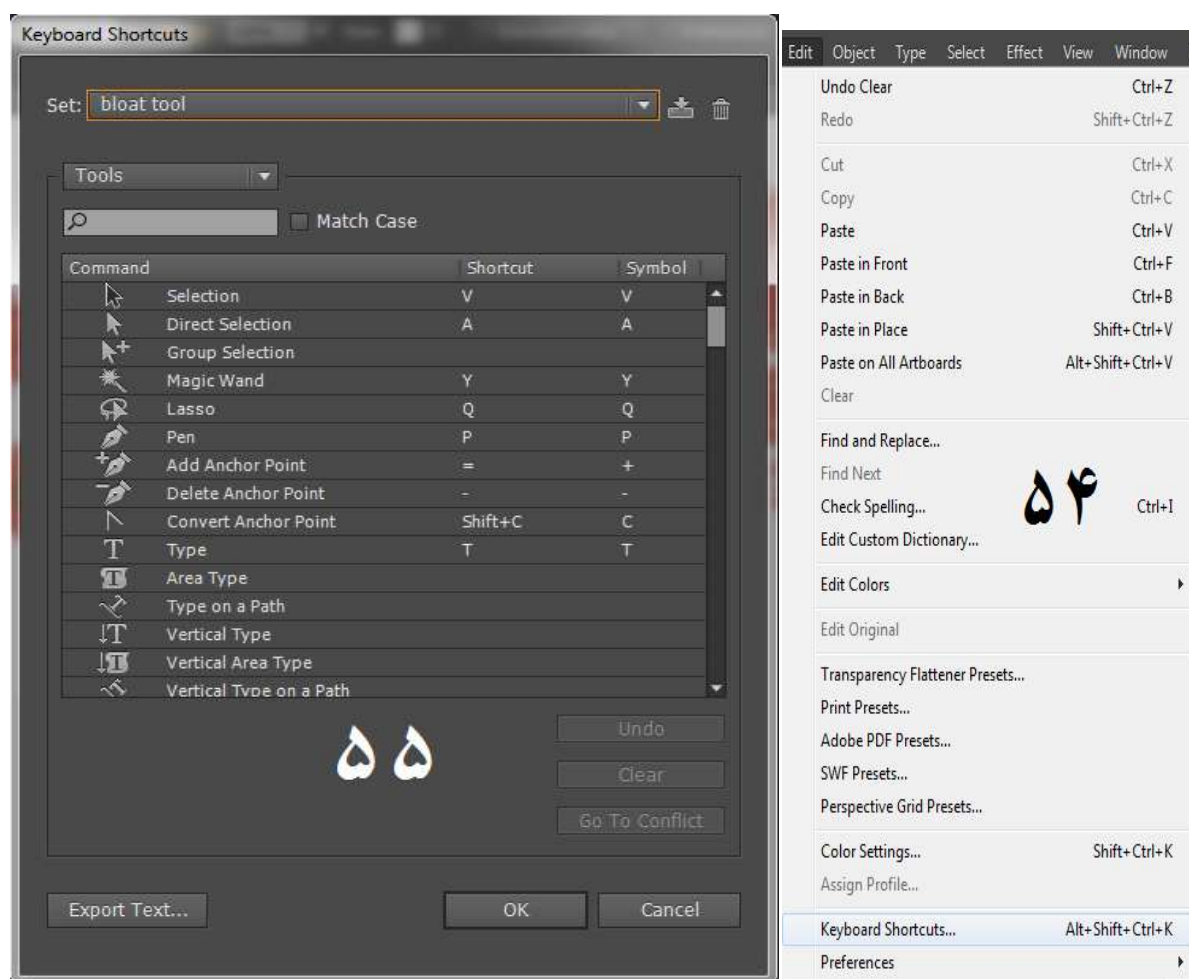 Keyboard Shortcuts
Set: bloat tool
Tools
Match Case
Command Shortcut Symbol
Selection V V
Direct Selection A A
Group Selection
Magic Wand Y Y
Lasso Q Q
Pen P P
Add Anchor Point = +
Delete Anchor Point - -
Convert Anchor Point Shift+C C
Type T T
Area Type
Type on a Path
Vertical Type
Vertical Area Type
Vertical Type on a Path
۵۵
Undo
Clear
Go To Conflict
Export Text... OK Cancel
Edit Object Type Select Effect View Window
Undo Clear Ctrl+Z
Redo Shift+Ctrl+Z
Cut Ctrl+X
Copy Ctrl+C
Paste Ctrl+V
Paste in Front Ctrl+F
Paste in Back Ctrl+B
Paste in Place Shift+Ctrl+V
Paste on All Artboards Alt+Shift+Ctrl+V
Clear
Find and Replace...
Find Next
Check Spelling... Ctrl+I
۵۴
Edit Custom Dictionary...
Edit Colors
Edit Original
Transparency Flattener Presets...
Print Presets...
Adobe PDF Presets...
SWF Presets...
Perspective Grid Presets...
Color Settings... Shift+Ctrl+K
Assign Profile...
Keyboard Shortcuts... Alt+Shift+Ctrl+K
Preferences